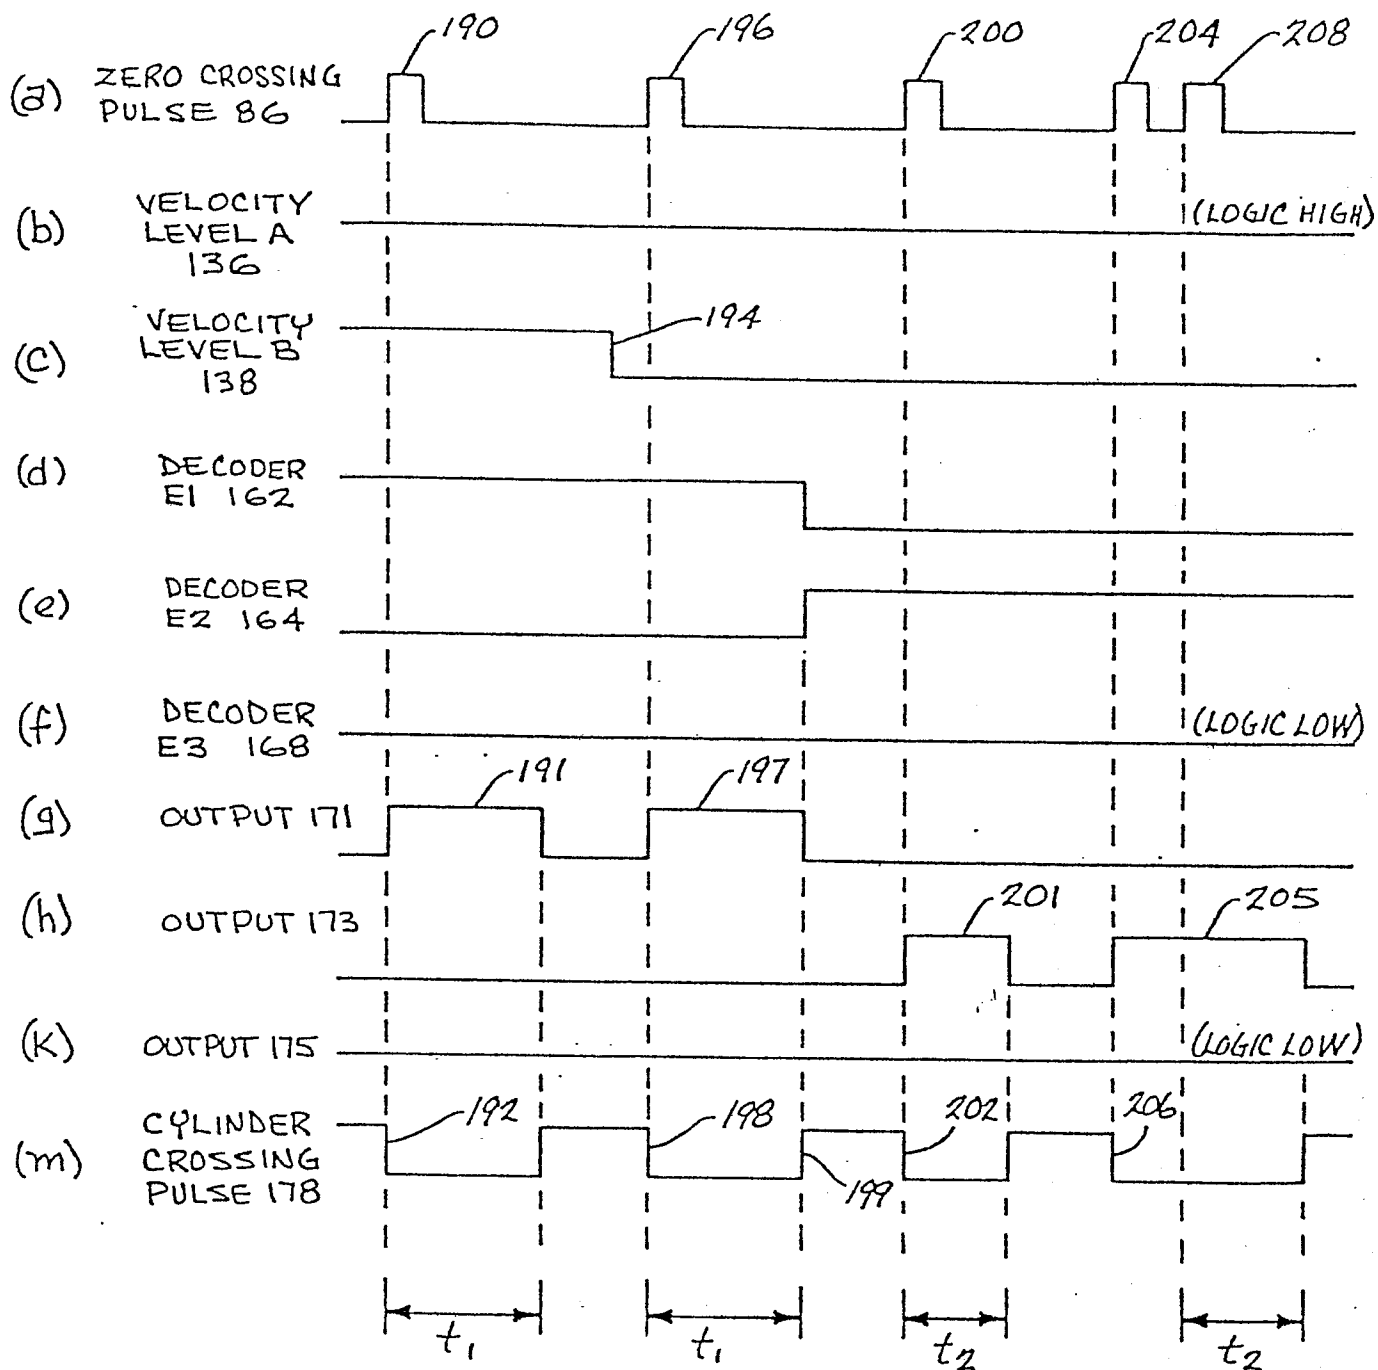 190
196
200
204
208
(a) ZERO CROSSING
PULSE 86
(b) VELOCITY
LEVEL A
136
(LOGIC HIGH)
(c) VELOCITY
LEVEL B
138
194
(d) DECODER
E1 162
(e) DECODER
E2 164
(f) DECODER
E3 168
(LOGIC LOW)
(g) OUTPUT 171
191
197
(h) OUTPUT 173
201
205
(k) OUTPUT 175
(LOGIC LOW)
(m) CYLINDER
CROSSING
PULSE 178
192
198
199
202
206
t1 t1 t2 t2